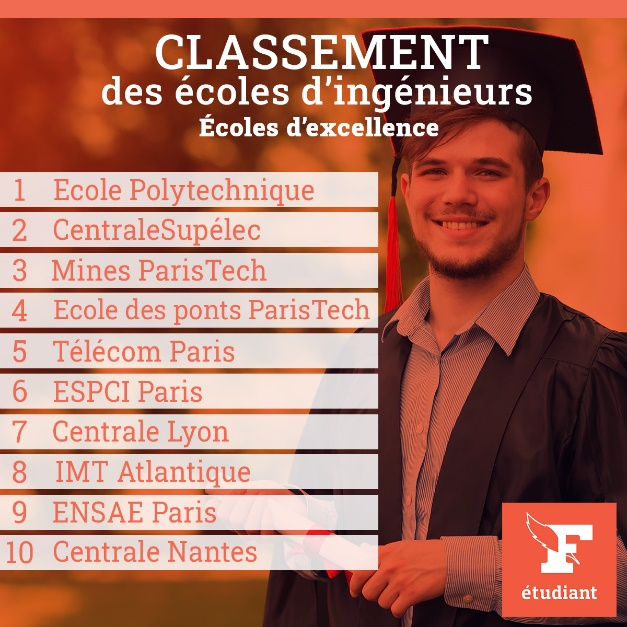 CLASSEMENT
des écoles d'ingénieurs
Écoles d'excellence
1 Ecole Polytechnique
2 CentraleSupélec
3 Mines ParisTech
4 Ecole des ponts ParisTech
5 Télécom Paris
6 ESPCI Paris
7 Centrale Lyon
8 IMT Atlantique
9 ENSAE Paris
10 Centrale Nantes
F
étudiant